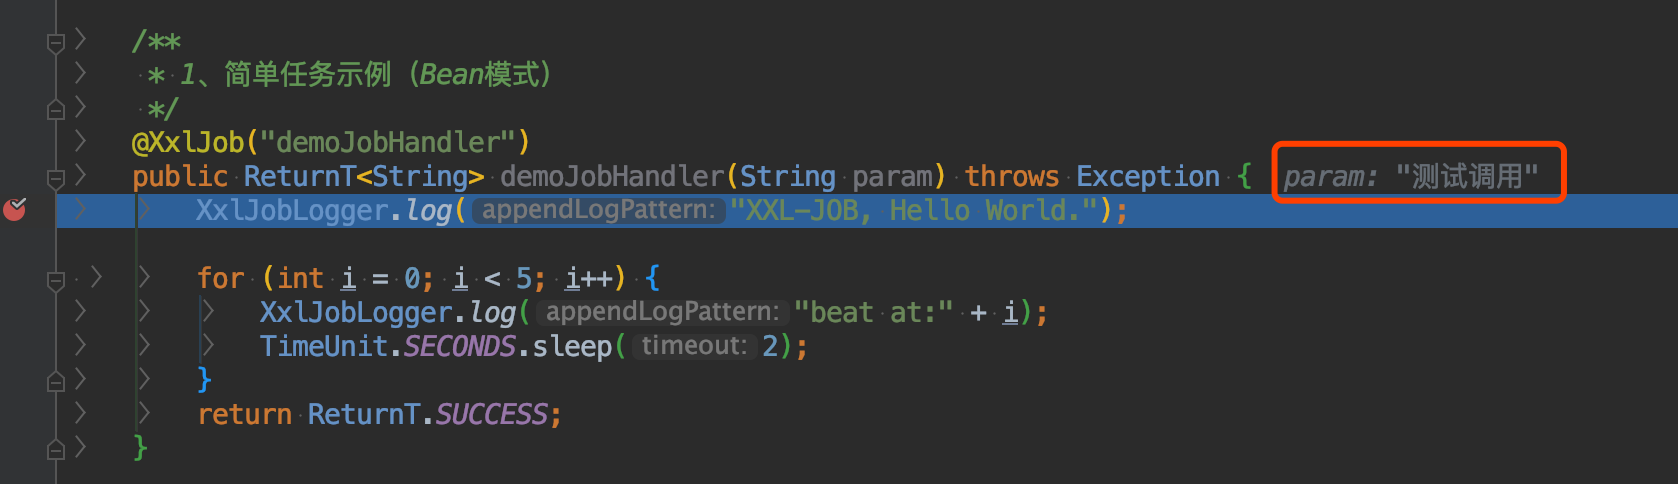 /**
 * 1、简单任务示例（Bean模式）
 */
@XxlJob("demoJobHandler")
public ReturnT<String> demoJobHandler(String param) throws Exception {  param: "测试调用"
XxlJobLogger.log( appendLogPattern: "XXL-JOB, Hello World.");
for (int i = 0; i < 5; i++) {
XxlJobLogger.log( appendLogPattern: "beat at:" + i);
TimeUnit.SECONDS.sleep( timeout: 2);
}
return ReturnT.SUCCESS;
}